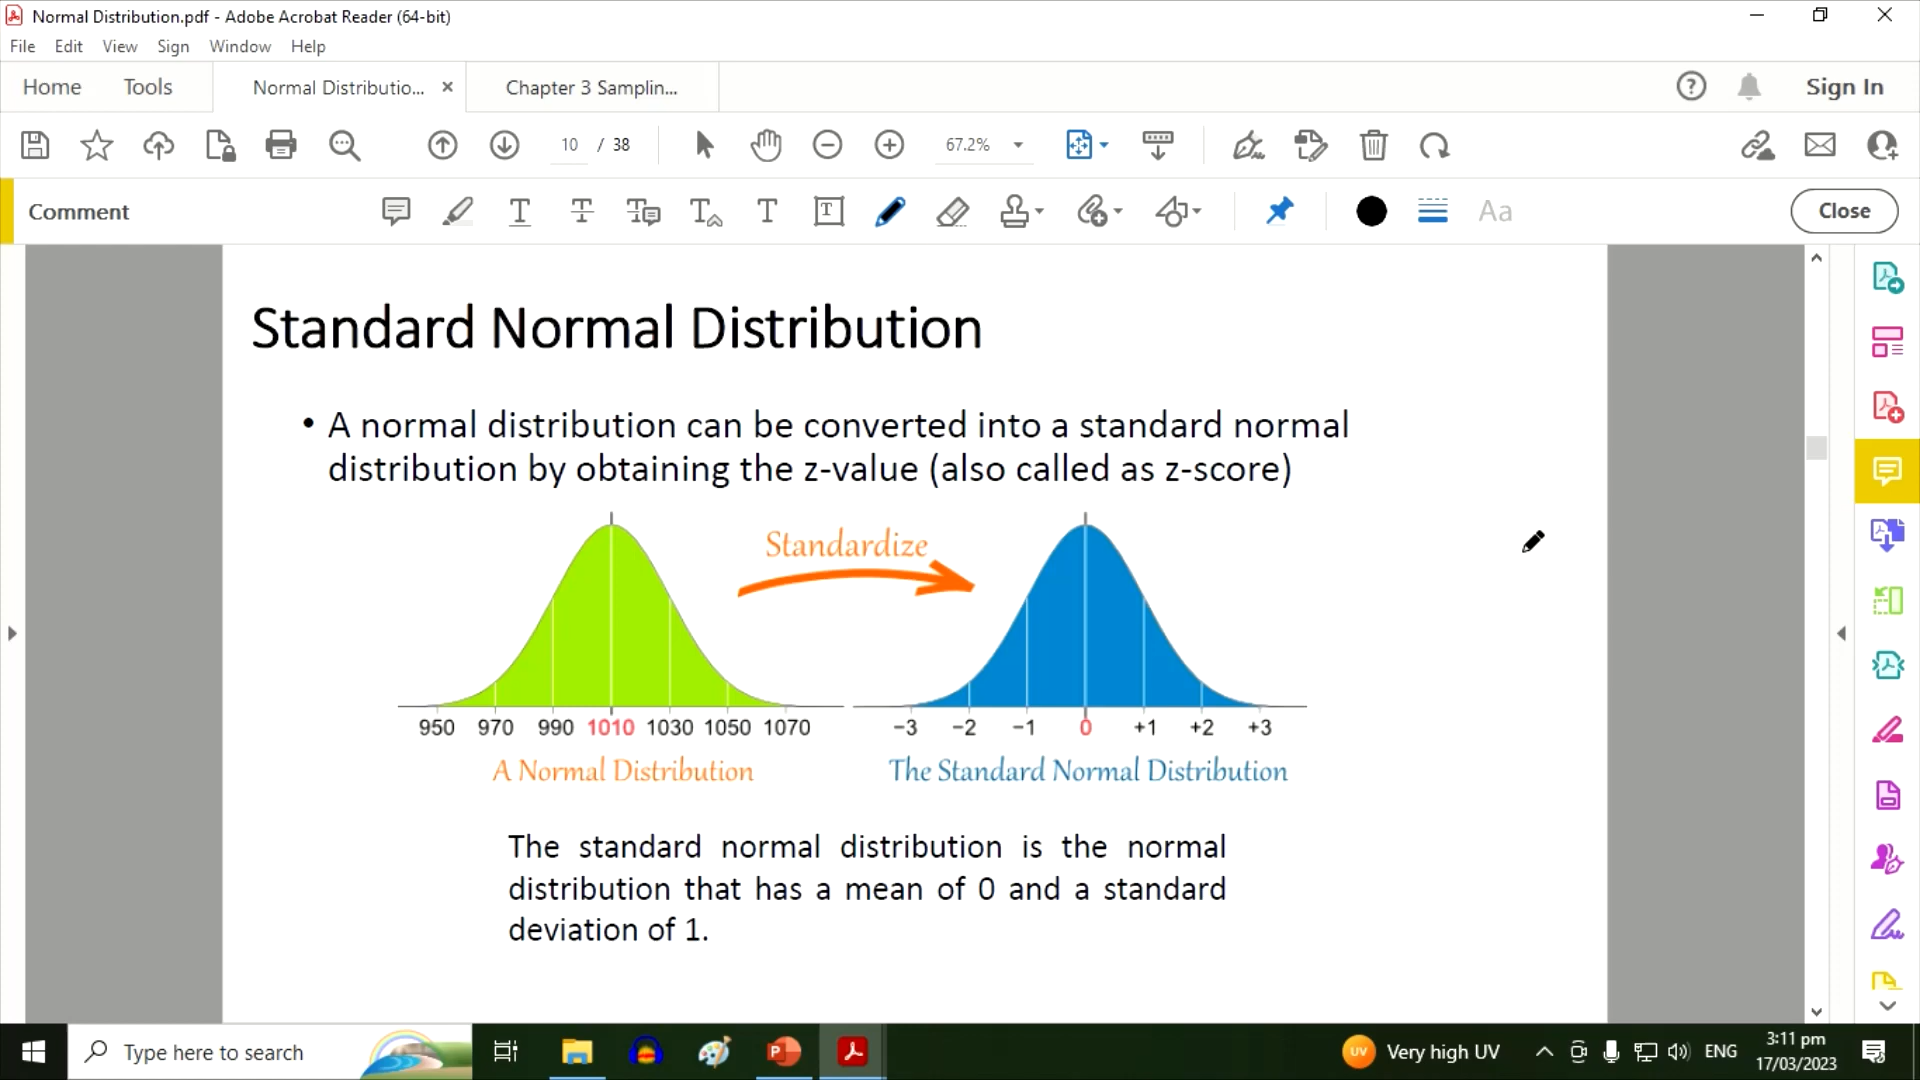 Normal Distribution.pdf - Adobe Acrobat Reader (64-bit)
File Edit View Sign Window Help
Home Tools Normal Distributio... × Chapter 3 Samplin... Sign In
10 / 38 67.2%
Comment Aa Close
Standard Normal Distribution
• A normal distribution can be converted into a standard normal
distribution by obtaining the z-value (also called as z-score)
Standardize
950 970 990 1010 1030 1050 1070
−3 −2 −1 0 +1 +2 +3
A Normal Distribution
The Standard Normal Distribution
The standard normal distribution is the normal
distribution that has a mean of 0 and a standard
deviation of 1.
Type here to search
UV Very high UV
ENG
3:11 pm
17/03/2023